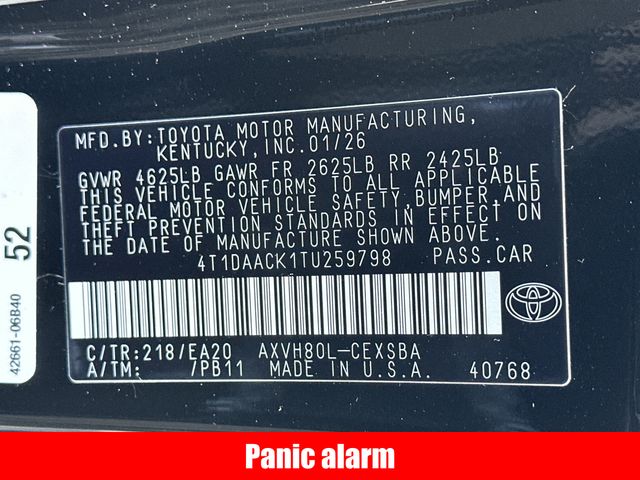 MFD.BY:TOYOTA MOTOR MANUFACTURING,
KENTUCKY,INC.01/26
GVWR 4625LB GAWR FR 2625LB RR 2425LB
THIS VEHICLE CONFORMS TO ALL APPLICABLE
FEDERAL MOTOR VEHICLE SAFETY,BUMPER,AND
THEFT PREVENTION STANDARDS IN EFFECT ON
THE DATE OF MANUFACTURE SHOWN ABOVE.
4T1DAACK1TU259798 PASS.CAR
C/TR:218/EA20 AXVH80L-CEXSBA
A/TM: /PB11 MADE IN U.S.A. 40768
52
42661-06B40
Panic alarm